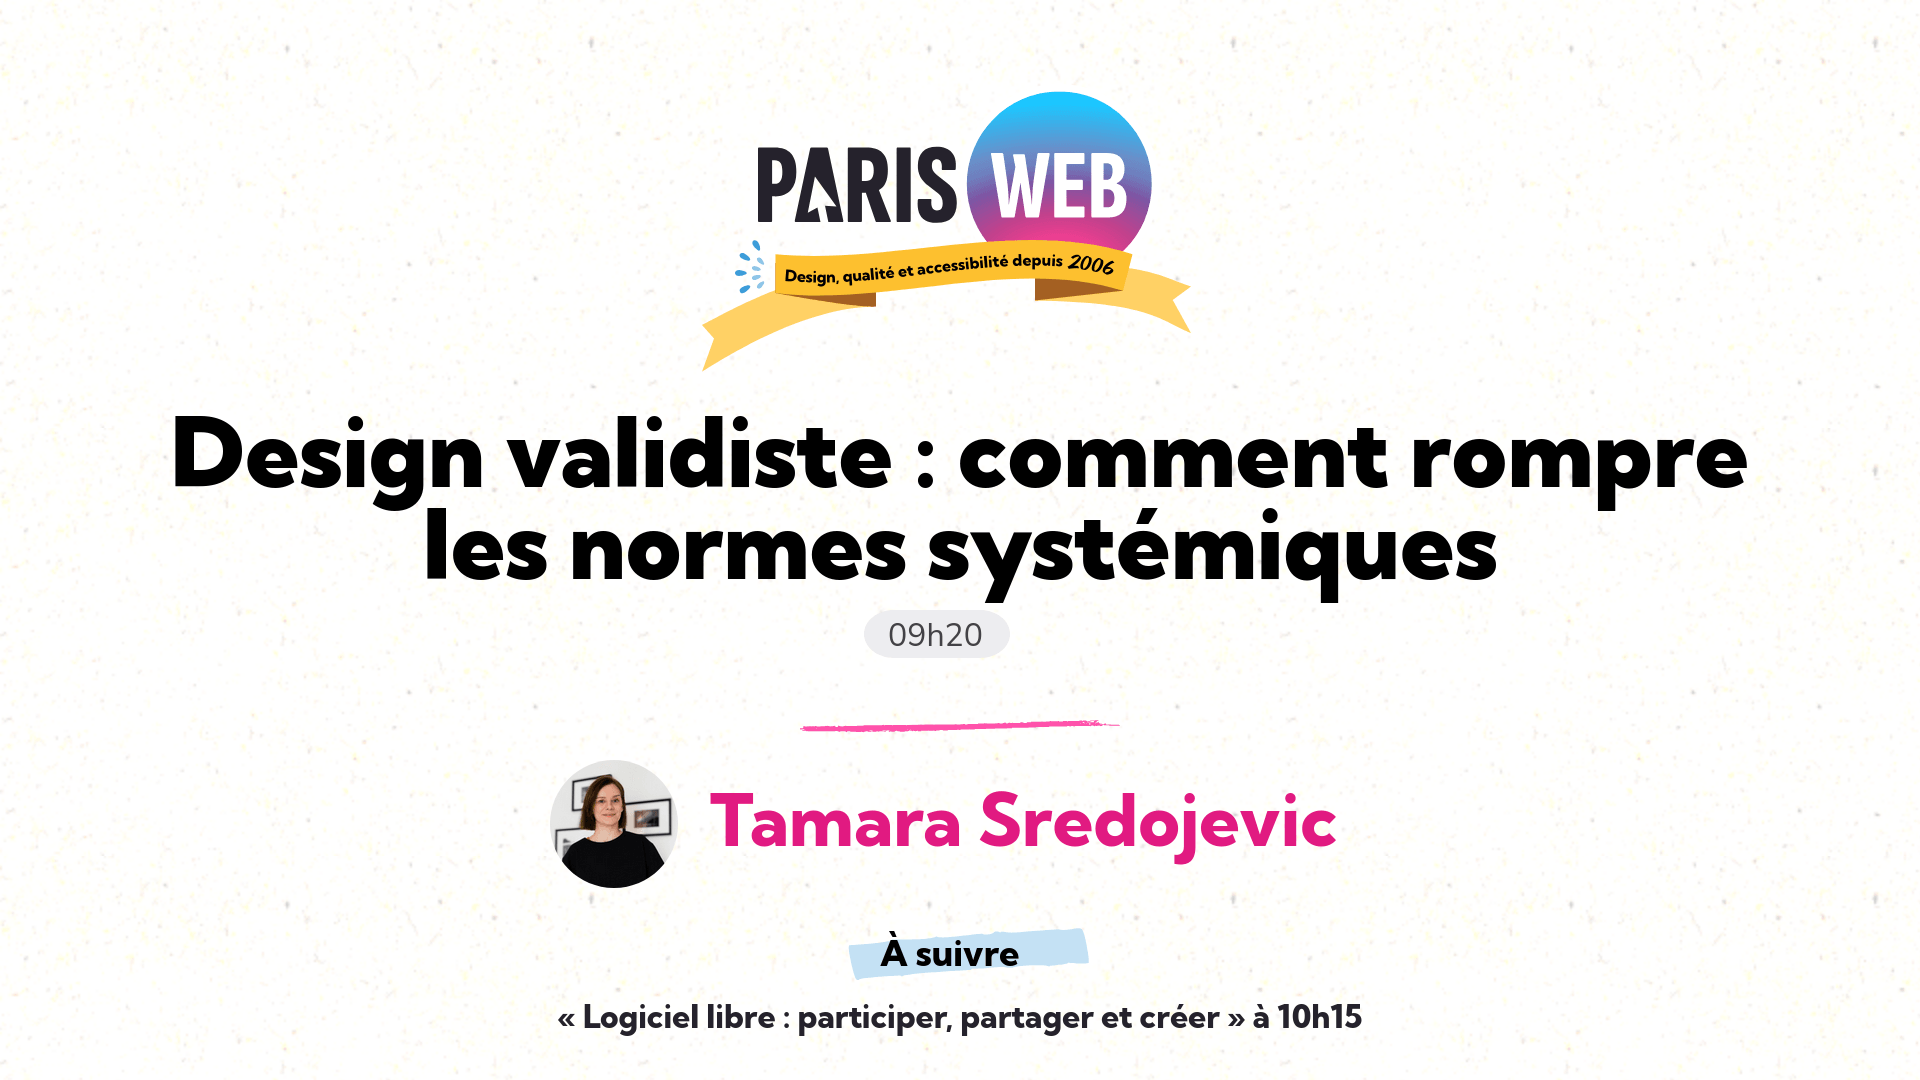 PARIS WEB
Design, qualité et accessibilité depuis 2006
Design validiste : comment rompre
les normes systémiques
09h20
Tamara Sredojevic
À suivre
« Logiciel libre : participer, partager et créer » à 10h15